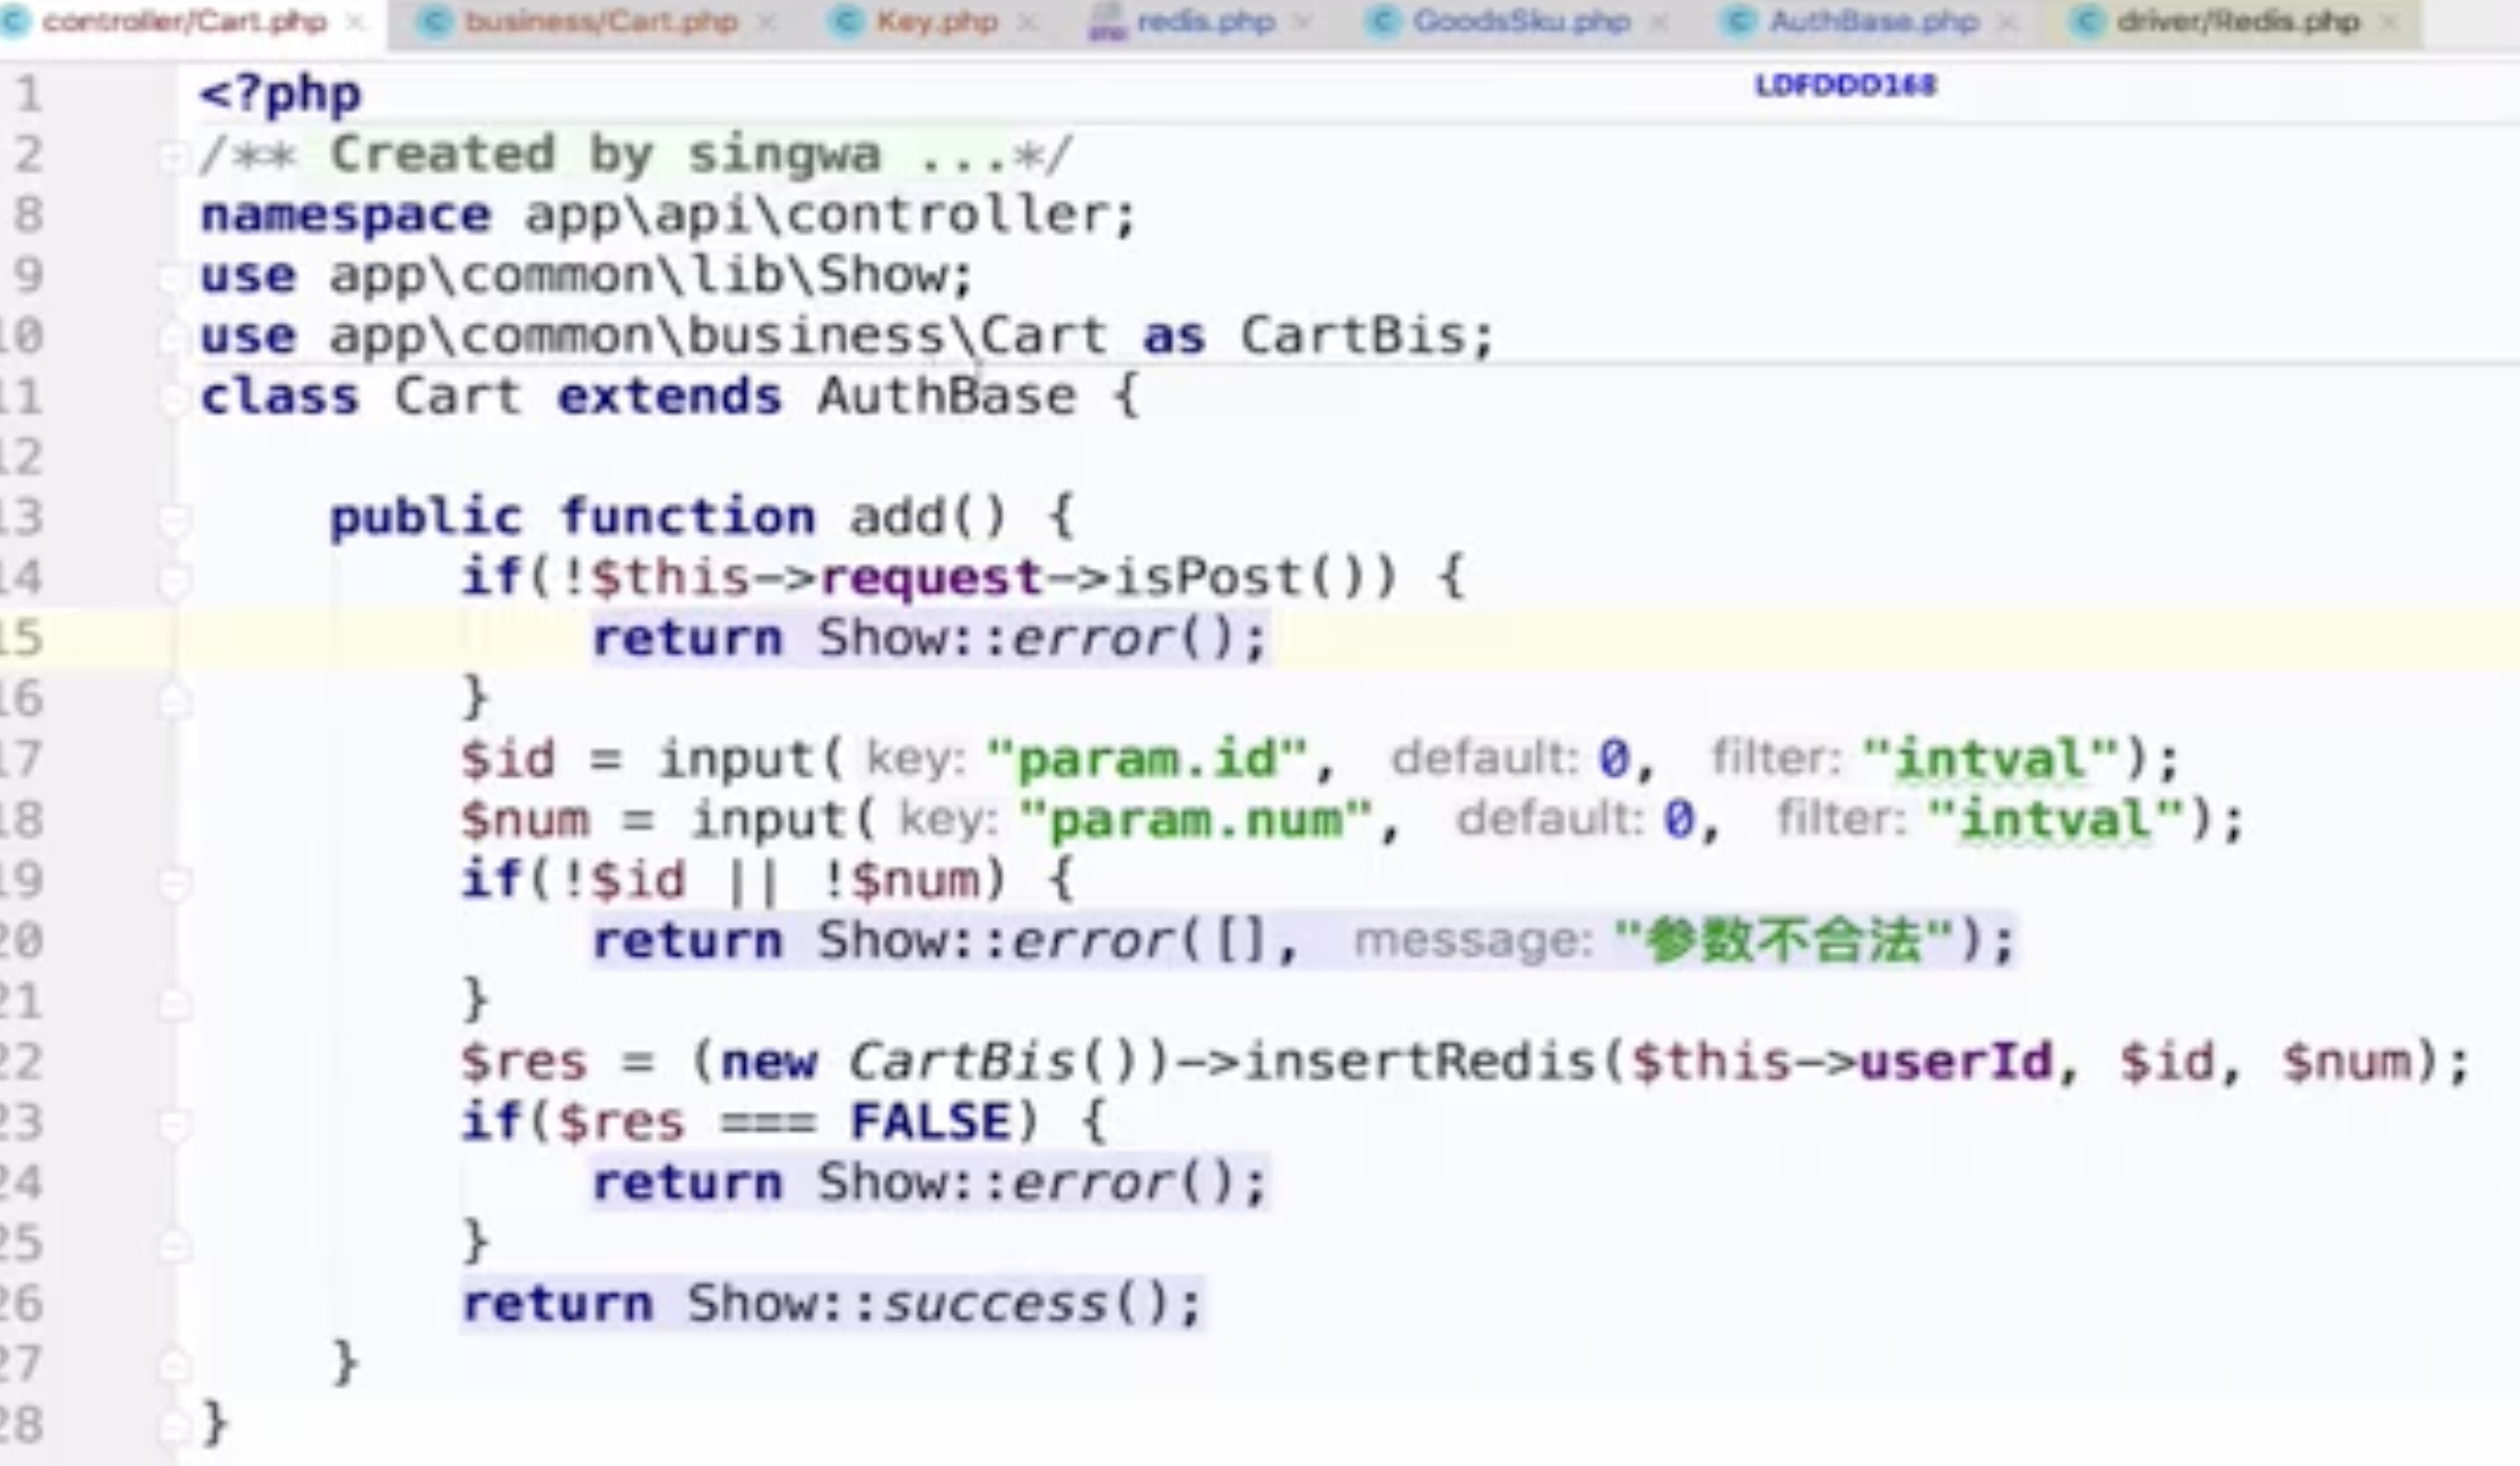 controller/Cart.php business/Cart.php Key.php redis.php GoodsSku.php AuthBase.php driver/Redis.php
LDFDDD168
1 <?php
2 /** Created by singwa ...*/
8 namespace app\api\controller;
9 use app\common\lib\Show;
10 use app\common\business\Cart as CartBis;
11 class Cart extends AuthBase {
12
13 public function add() {
14 if(!$this->request->isPost()) {
15 return Show::error();
16 }
17 $id = input( key: "param.id", default: 0, filter: "intval");
18 $num = input( key: "param.num", default: 0, filter: "intval");
19 if(!$id || !$num) {
20 return Show::error([], message: "参数不合法");
21 }
22 $res = (new CartBis())->insertRedis($this->userId, $id, $num);
23 if($res === FALSE) {
24 return Show::error();
25 }
26 return Show::success();
27 }
28 }